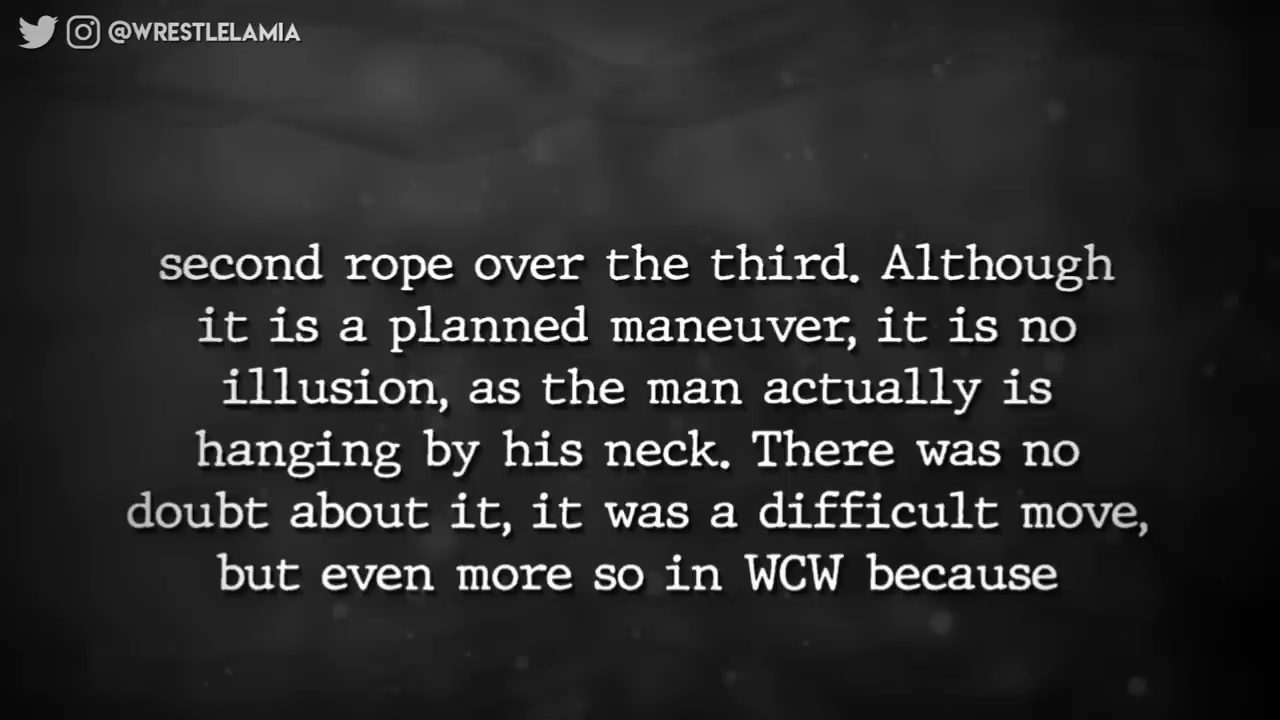 @WRESTLELAMIA
second rope over the third. Although
it is a planned maneuver, it is no
illusion, as the man actually is
hanging by his neck. There was no
doubt about it, it was a difficult move,
but even more so in WCW because